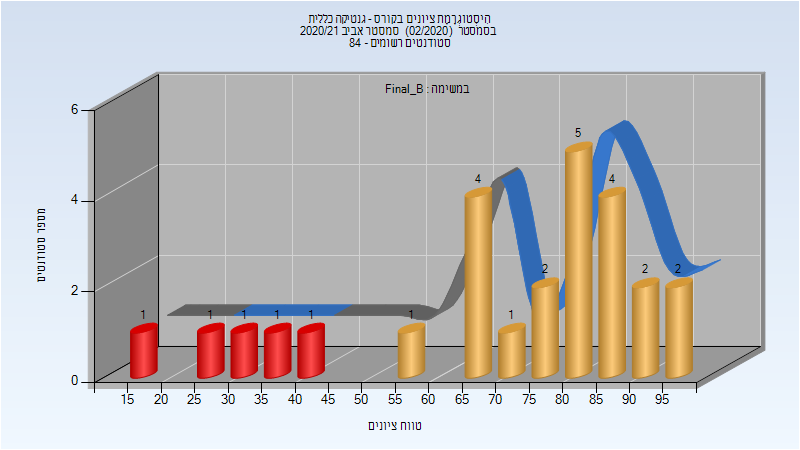 היסטוגרמת ציונים בקורס - גנטיקה כללית
בסמסטר (02/2020) סמסטר אביב 2020/21
סטודנטים רשומים - 84
במשימה : Final_B
מספר סטודנטים
6
4
2
0
1
1
1
1
1
1
4
1
2
5
4
2
2
15 20 25 30 35 40 45 50 55 60 65 70 75 80 85 90 95
טווח ציונים